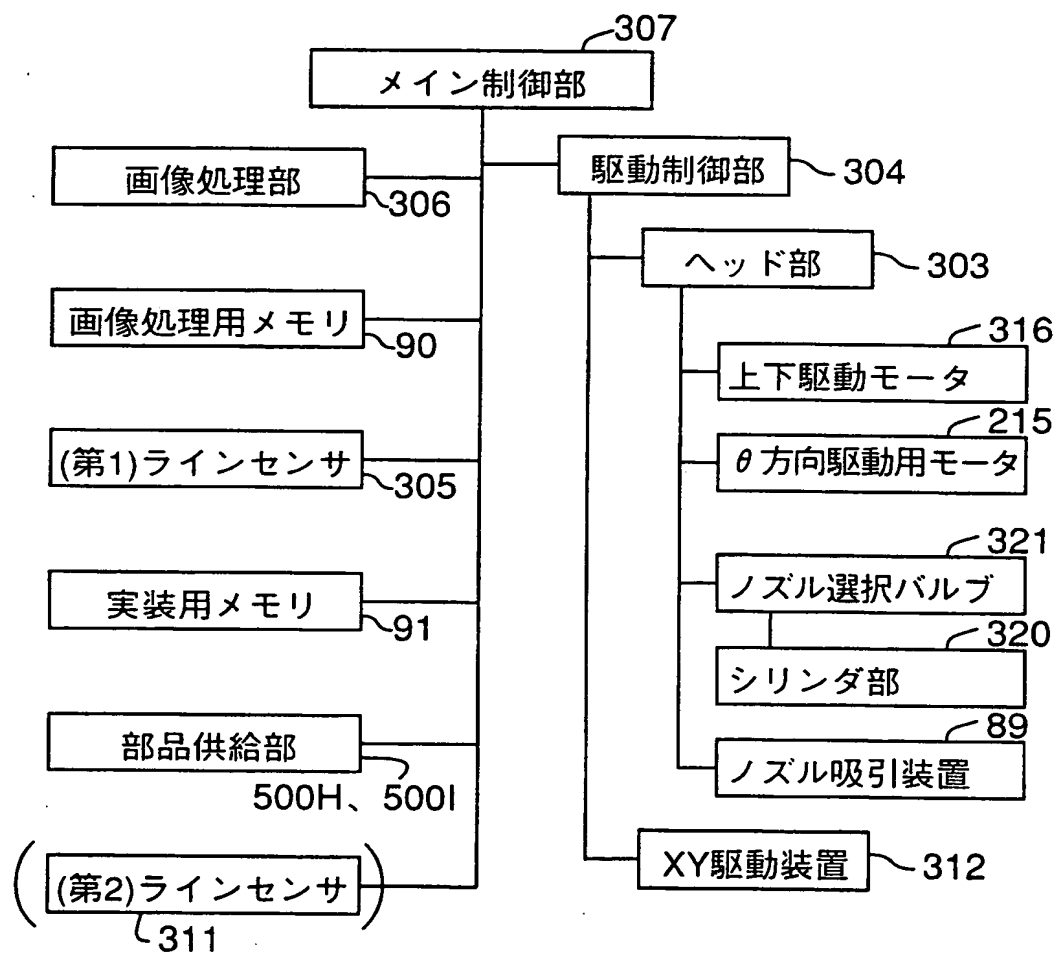 307
メイン制御部
画像処理部
306
駆動制御部
304
ヘッド部
303
画像処理用メモリ
90
316
上下駆動モータ
(第1)ラインセンサ
305
215
θ方向駆動用モータ
321
ノズル選択バルブ
実装用メモリ
91
320
シリンダ部
部品供給部
500H、500I
89
ノズル吸引装置
XY駆動装置
312
(第2)ラインセンサ
311